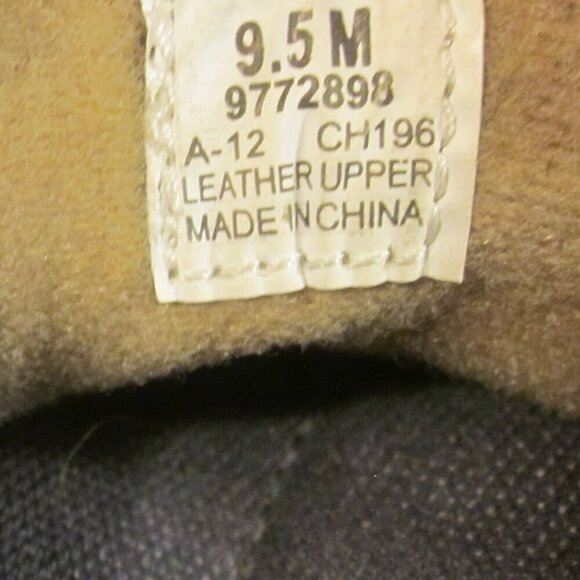 9.5 M
9772898
A-12 CH196
LEATHER UPPER
MADE IN CHINA